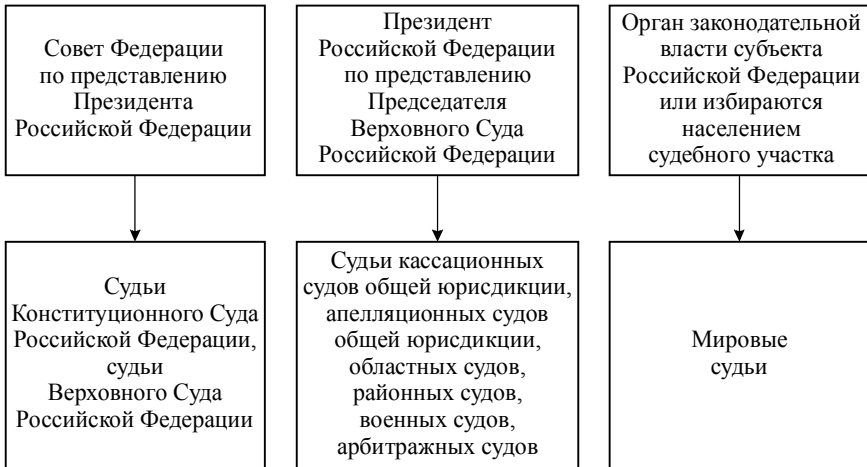 Совет Федерации
по представлению
Президента
Российской Федерации
Президент
Российской Федерации
по представлению
Председателя
Верховного Суда
Российской Федерации
Орган законодательной
власти субъекта
Российской Федерации
или избираются
населением
судебного участка
Судьи
Конституционного Суда
Российской Федерации,
судьи
Верховного Суда
Российской Федерации
Судьи кассационных
судов общей юрисдикции,
апелляционных судов
общей юрисдикции,
областных судов,
районных судов,
военных судов,
арбитражных судов
Мировые
судьи